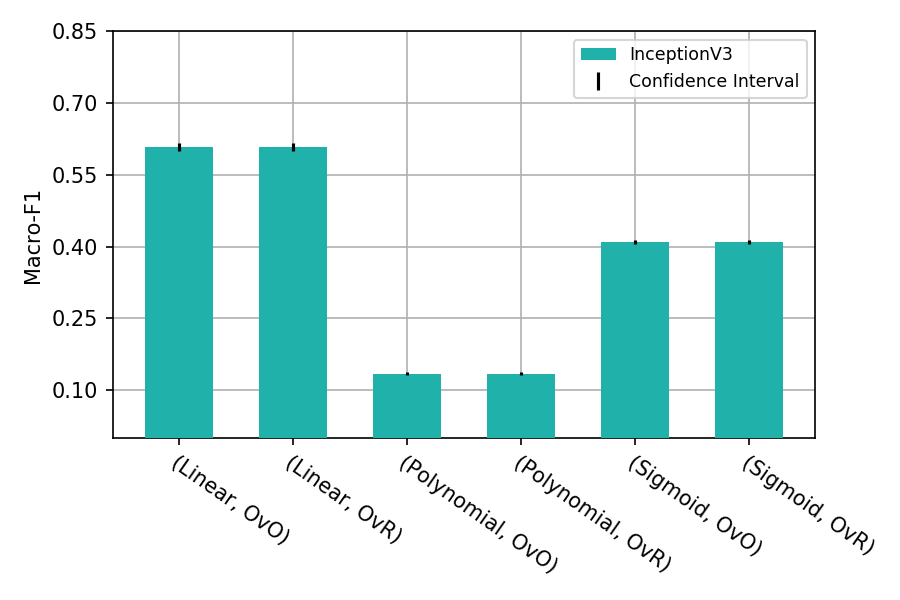 0.85
0.70
0.55
0.40
0.25
0.10
Macro-F1
InceptionV3
Confidence Interval
(Linear, OvO)
(Linear, OvR)
(Polynomial, OvO)
(Polynomial, OvR)
(Sigmoid, OvO)
(Sigmoid, OvR)